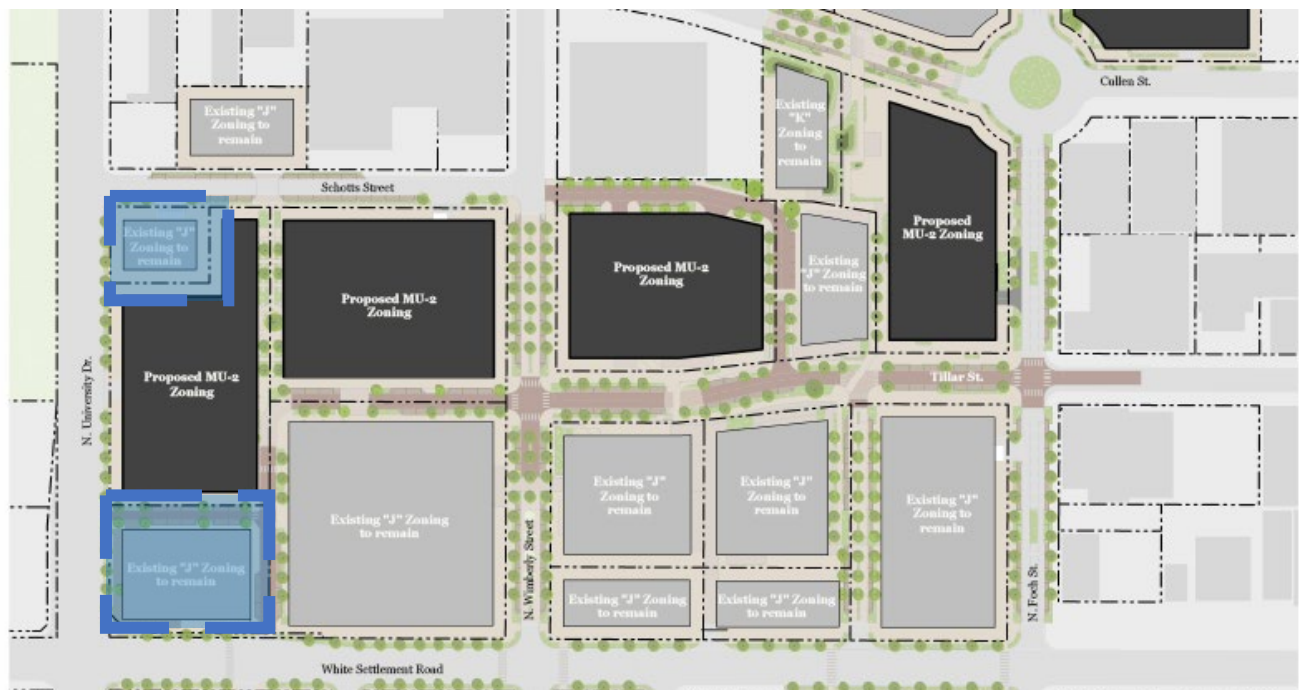 Cullen St.
Existing "J"
Zoning to
remain
Existing
"K"
Zoning
to
remain
Schotts Street
Existing "J"
Zoning to
remain
Proposed
MU-2 Zoning
Proposed MU-2
Zoning
Existing
"J" Zoning
to remain
Proposed MU-2
Zoning
Proposed MU-2
Zoning
Tillar St.
N. University Dr.
Existing "J"
Zoning to
remain
Existing "J"
Zoning to
remain
Existing "J"
Zoning to
remain
Existing "J" Zoning
to remain
Existing "J" Zoning
to remain
N. Wimberly Street
Existing "J" Zoning
to remain
Existing "J" Zoning
to remain
N. Foch St.
White Settlement Road